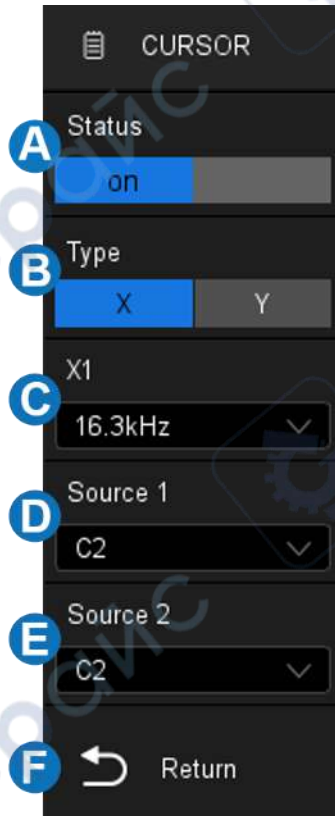 CURSOR
A
Status
on
B
Type
X Y
C
X1
16.3kHz
D
Source 1
C2
E
Source 2
C2
F
Return